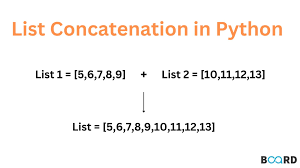 List Concatenation in Python
List 1 = [5,6,7,8,9] + List 2 = [10,11,12,13]
List = [5,6,7,8,9,10,11,12,13]
BOARD